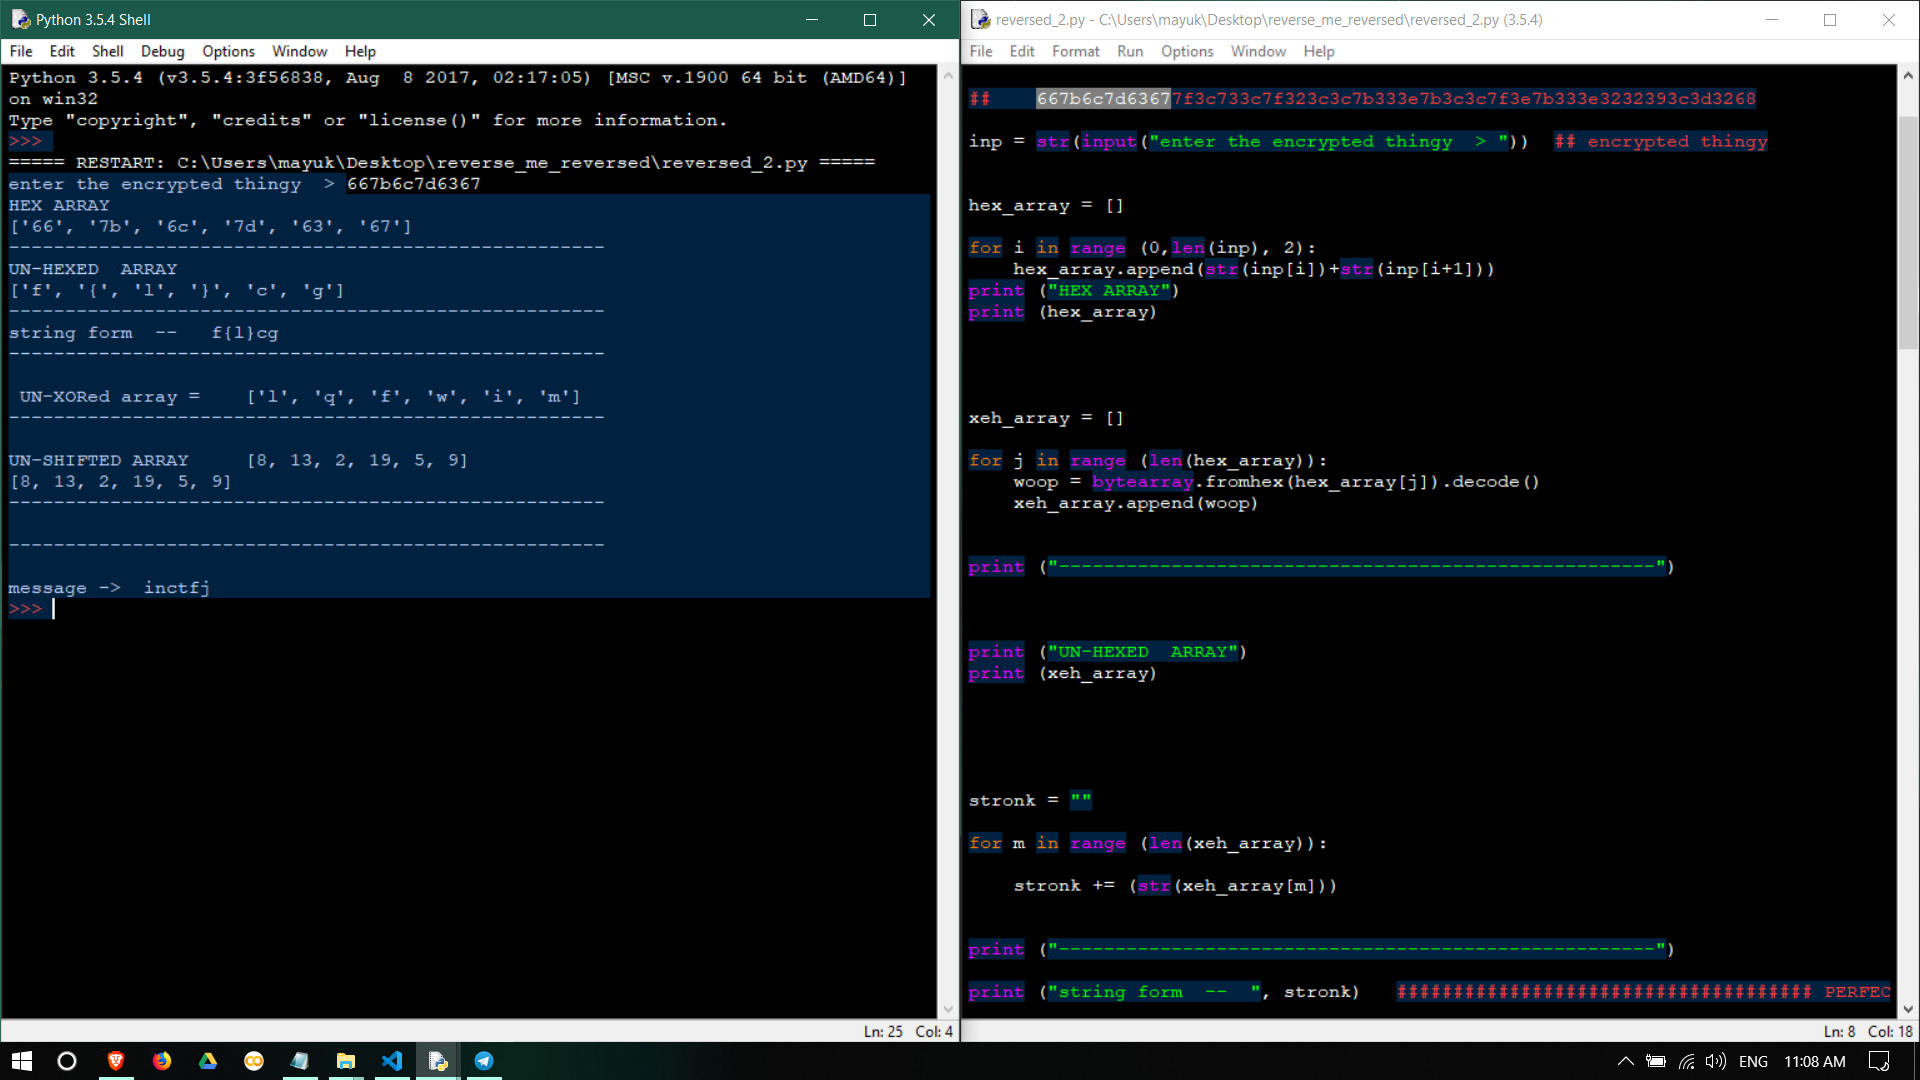 Python 3.5.4 Shell
File Edit Shell Debug Options Window Help
Python 3.5.4 (v3.5.4:3f56838, Aug  8 2017, 02:17:05) [MSC v.1900 64 bit (AMD64)]
on win32
Type "copyright", "credits" or "license()" for more information.
>>>
===== RESTART: C:\Users\mayuk\Desktop\reverse_me_reversed\reversed_2.py =====
enter the encrypted thingy  > 667b6c7d6367
HEX ARRAY
['66', '7b', '6c', '7d', '63', '67']
-----------------------------------------------------
UN-HEXED  ARRAY
['f', '{', 'l', '}', 'c', 'g']
-----------------------------------------------------
string form  --   f{l}cg
-----------------------------------------------------
 UN-XORed array =    ['l', 'q', 'f', 'w', 'i', 'm']
-----------------------------------------------------
UN-SHIFTED ARRAY     [8, 13, 2, 19, 5, 9]
[8, 13, 2, 19, 5, 9]
-----------------------------------------------------
-----------------------------------------------------
message ->  inctfj
>>>
Ln: 25 Col: 4
reversed_2.py - C:\Users\mayuk\Desktop\reverse_me_reversed\reversed_2.py (3.5.4)
File Edit Format Run Options Window Help
##    667b6c7d63677f3c733c7f323c3c7b333e7b3c3c7f3e7b333e3232393c3d3268
inp = str(input("enter the encrypted thingy  > "))  ## encrypted thingy
hex_array = []
for i in range (0,len(inp), 2):
    hex_array.append(str(inp[i])+str(inp[i+1]))
print ("HEX ARRAY")
print (hex_array)
xeh_array = []
for j in range (len(hex_array)):
    woop = bytearray.fromhex(hex_array[j]).decode()
    xeh_array.append(woop)
print ("-----------------------------------------------------")
print ("UN-HEXED  ARRAY")
print (xeh_array)
stronk = ""
for m in range (len(xeh_array)):
    stronk += (str(xeh_array[m]))
print ("-----------------------------------------------------")
print ("string form  --  ", stronk)   ##################################### PERFEC
Ln: 8 Col: 18
ENG 11:08 AM